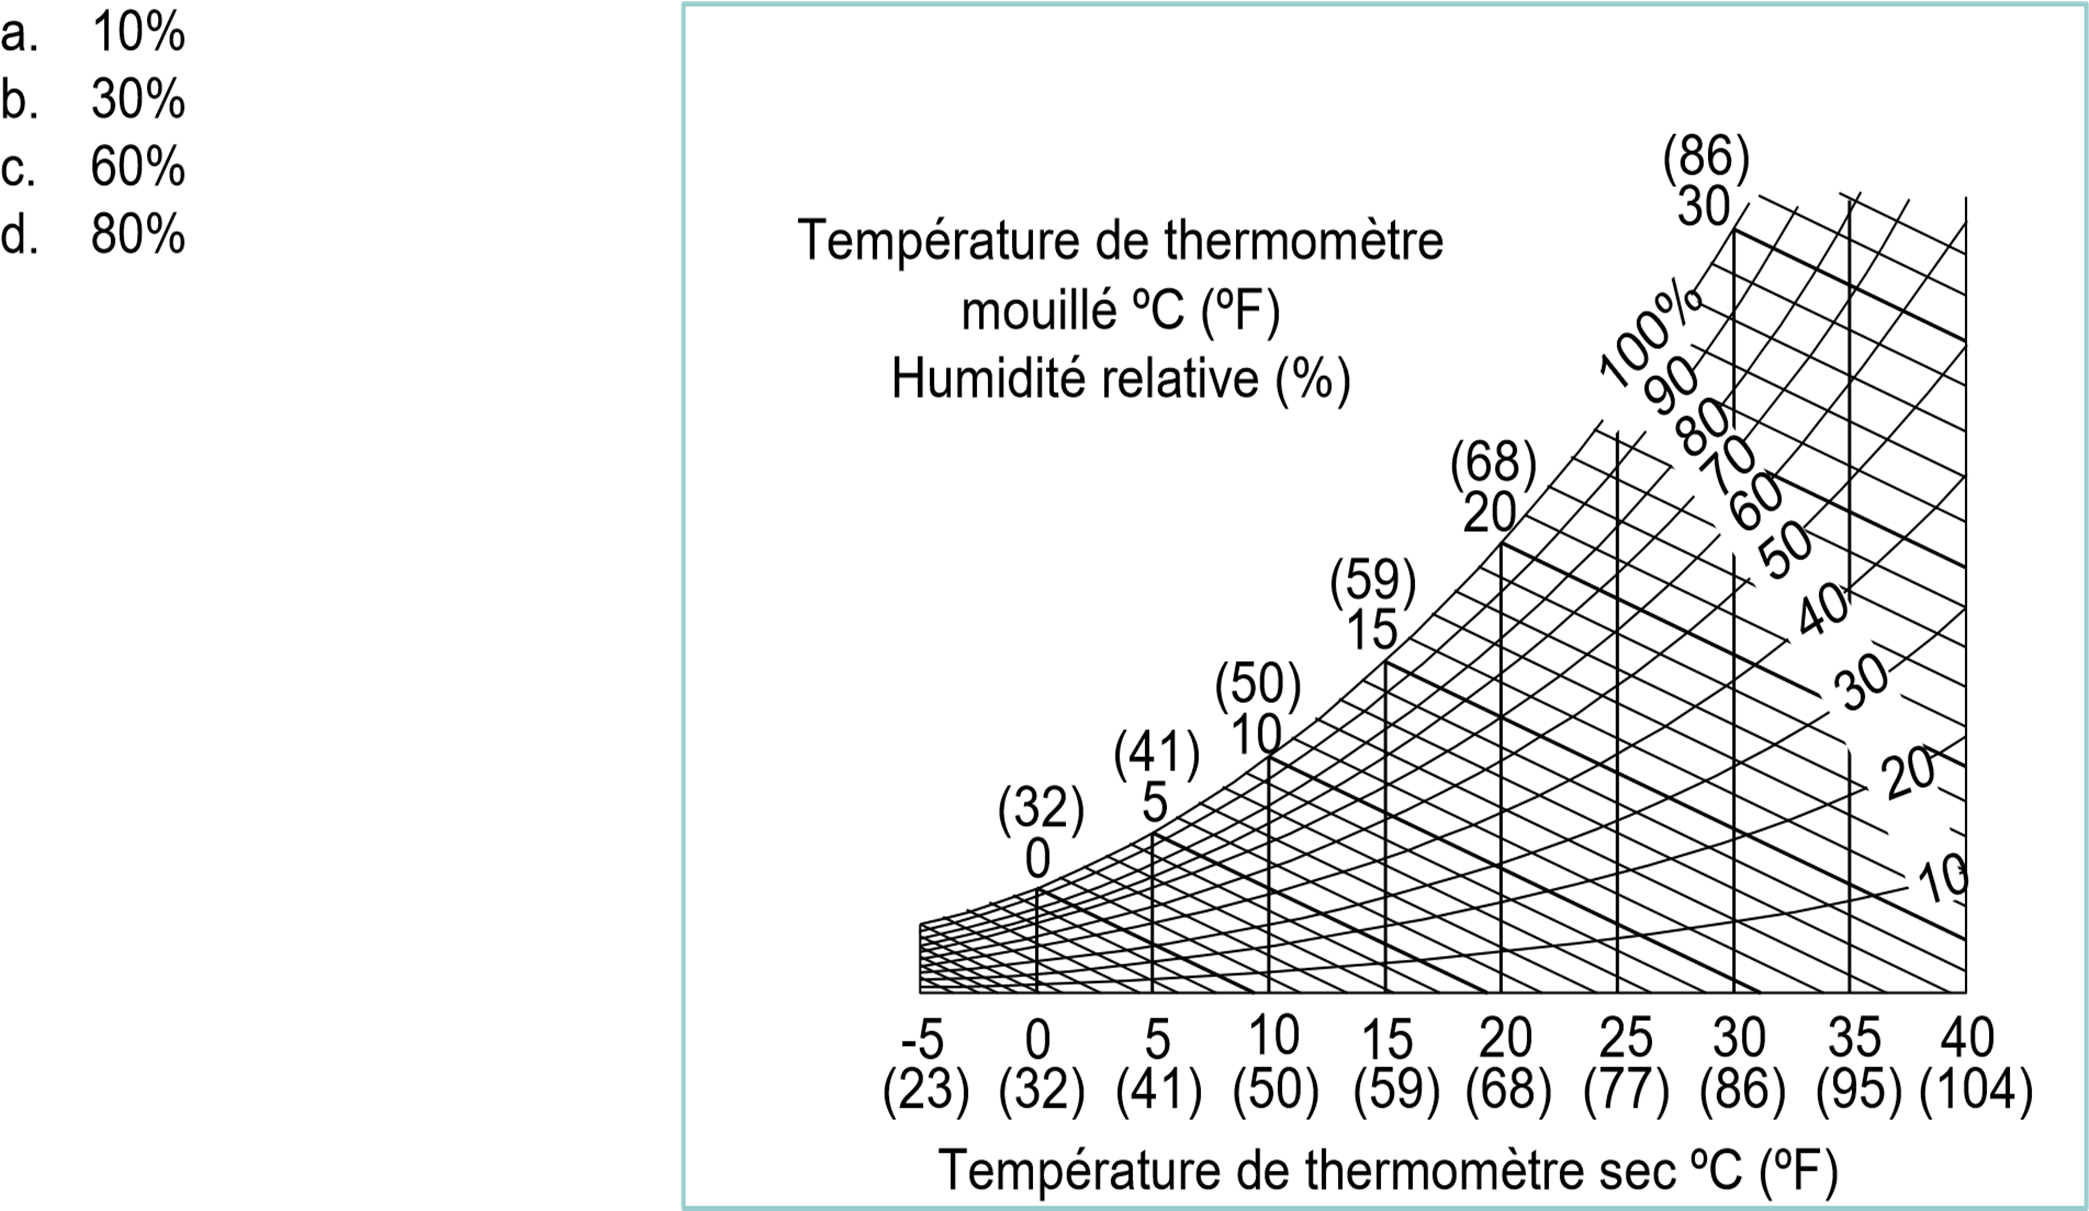 a. 10%
b. 30%
c. 60%
d. 80%
Température de thermomètre
mouillé ºC (ºF)
Humidité relative (%)
(86)
30
100%
90
80
70
60
50
40
30
20
10
(68)
20
(59)
15
(50)
10
(41)
5
(32)
0
-5 0 5 10 15 20 25 30 35 40
(23) (32) (41) (50) (59) (68) (77) (86) (95) (104)
Température de thermomètre sec ºC (ºF)